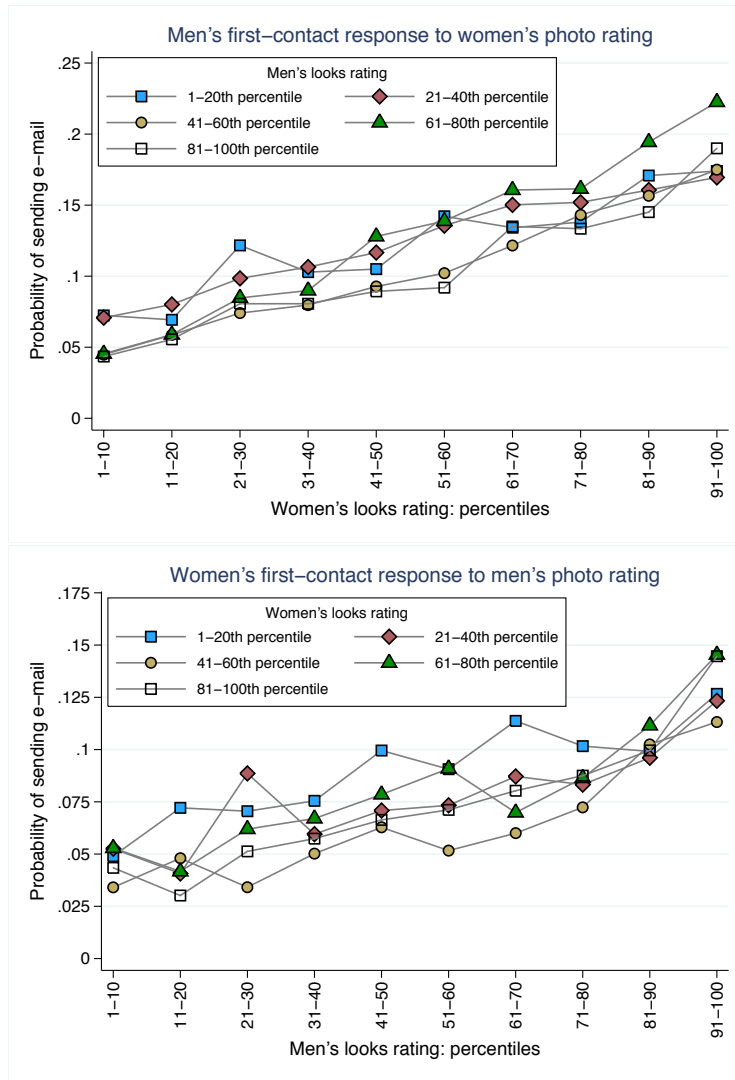 Men’s first−contact response to women’s photo rating
Probability of sending e−mail
.25
.2
.15
.1
.05
0
Men’s looks rating
1−20th percentile
21−40th percentile
41−60th percentile
61−80th percentile
81−100th percentile
1−10
11−20
21−30
31−40
41−50
51−60
61−70
71−80
81−90
91−100
Women’s looks rating: percentiles
Women’s first−contact response to men’s photo rating
Probability of sending e−mail
.175
.15
.125
.1
.075
.05
.025
0
Women’s looks rating
1−20th percentile
21−40th percentile
41−60th percentile
61−80th percentile
81−100th percentile
1−10
11−20
21−30
31−40
41−50
51−60
61−70
71−80
81−90
91−100
Men’s looks rating: percentiles